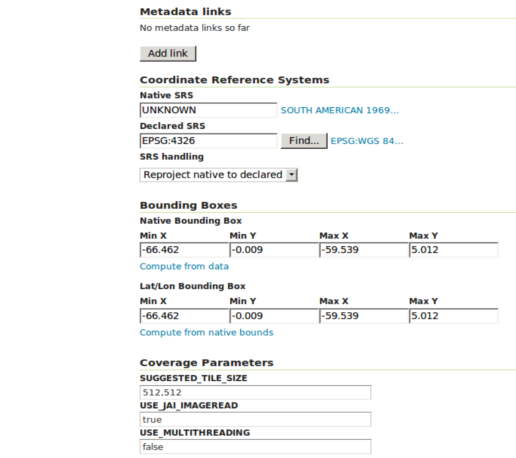 Metadata links
No metadata links so far
Add link
Coordinate Reference Systems
Native SRS
UNKNOWN SOUTH AMERICAN 1969...
Declared SRS
EPSG:4326 Find... EPSG:WGS 84...
SRS handling
Reproject native to declared
Bounding Boxes
Native Bounding Box
Min X Min Y Max X Max Y
-66.462 -0.009 -59.539 5.012
Compute from data
Lat/Lon Bounding Box
Min X Min Y Max X Max Y
-66.462 -0.009 -59.539 5.012
Compute from native bounds
Coverage Parameters
SUGGESTED_TILE_SIZE
512,512
USE_JAI_IMAGEREAD
true
USE_MULTITHREADING
false